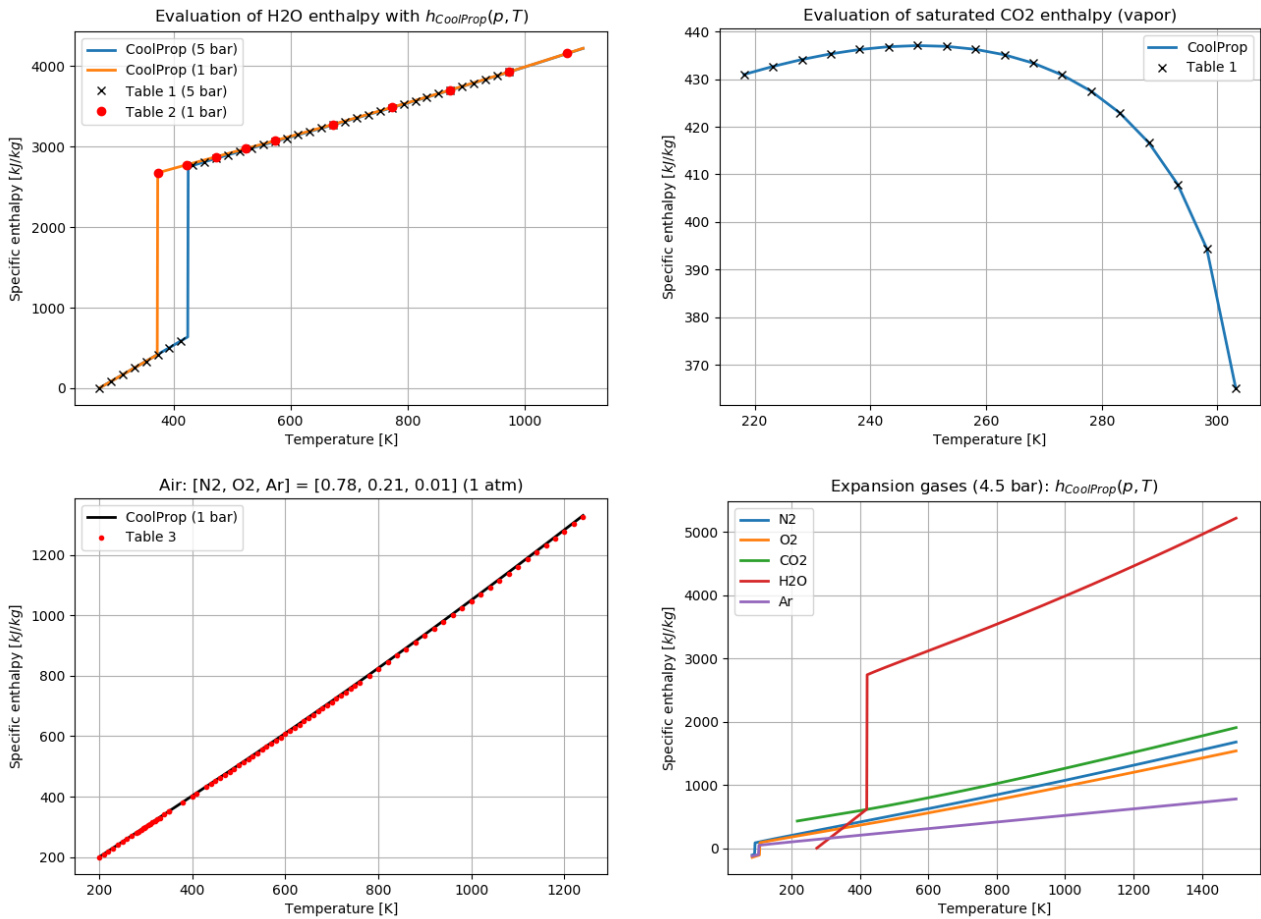 Evaluation of H2O enthalpy with h_CoolProp(p, T)
Specific enthalpy [kJ/kg]
4000
3000
2000
1000
0
CoolProp (5 bar)
CoolProp (1 bar)
Table 1 (5 bar)
Table 2 (1 bar)
400 600 800 1000
Temperature [K]
Evaluation of saturated CO2 enthalpy (vapor)
Specific enthalpy [kJ/kg]
440
430
420
410
400
390
380
370
CoolProp
Table 1
220 240 260 280 300
Temperature [K]
Air: [N2, O2, Ar] = [0.78, 0.21, 0.01] (1 atm)
Specific enthalpy [kJ/kg]
1200
1000
800
600
400
200
CoolProp (1 bar)
Table 3
200 400 600 800 1000 1200
Temperature [K]
Expansion gases (4.5 bar): h_CoolProp(p, T)
Specific enthalpy [kJ/kg]
5000
4000
3000
2000
1000
0
N2
O2
CO2
H2O
Ar
200 400 600 800 1000 1200 1400
Temperature [K]